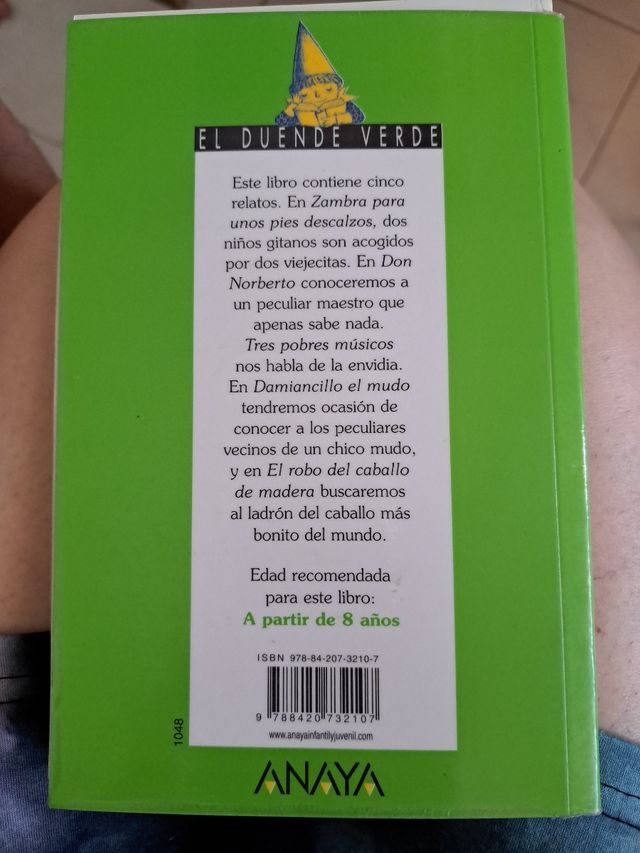 EL DUENDE VERDE
Este libro contiene cinco
relatos. En Zambra para
unos pies descalzos, dos
niños gitanos son acogidos
por dos viejecitas. En Don
Norberto conoceremos a
un peculiar maestro que
apenas sabe nada.
Tres pobres músicos
nos habla de la envidia.
En Damiancillo el mudo
tendremos ocasión de
conocer a los peculiares
vecinos de un chico mudo,
y en El robo del caballo
de madera buscaremos
al ladrón del caballo más
bonito del mundo.
Edad recomendada
para este libro:
A partir de 8 años
ISBN 978-84-207-3210-7
9 788420 732107
www.anayainfantilyjuvenil.com
1048
ANAYA